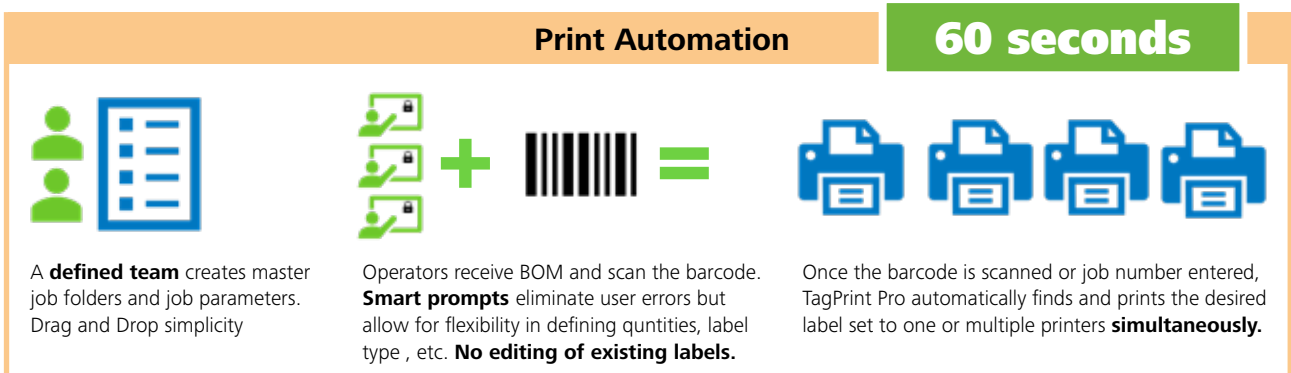 Print Automation
60 seconds
A defined team creates master
job folders and job parameters.
Drag and Drop simplicity
Operators receive BOM and scan the barcode.
Smart prompts eliminate user errors but
allow for flexibility in defining quntities, label
type , etc. No editing of existing labels.
Once the barcode is scanned or job number entered,
TagPrint Pro automatically finds and prints the desired
label set to one or multiple printers simultaneously.